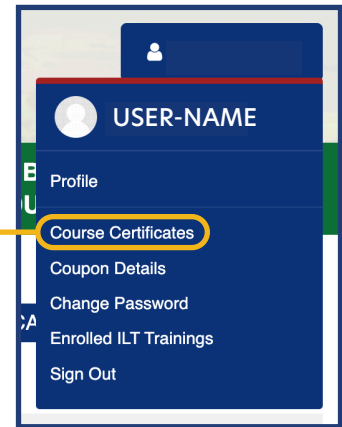 USER-NAME
Profile
Course Certificates
Coupon Details
Change Password
Enrolled ILT Trainings
Sign Out